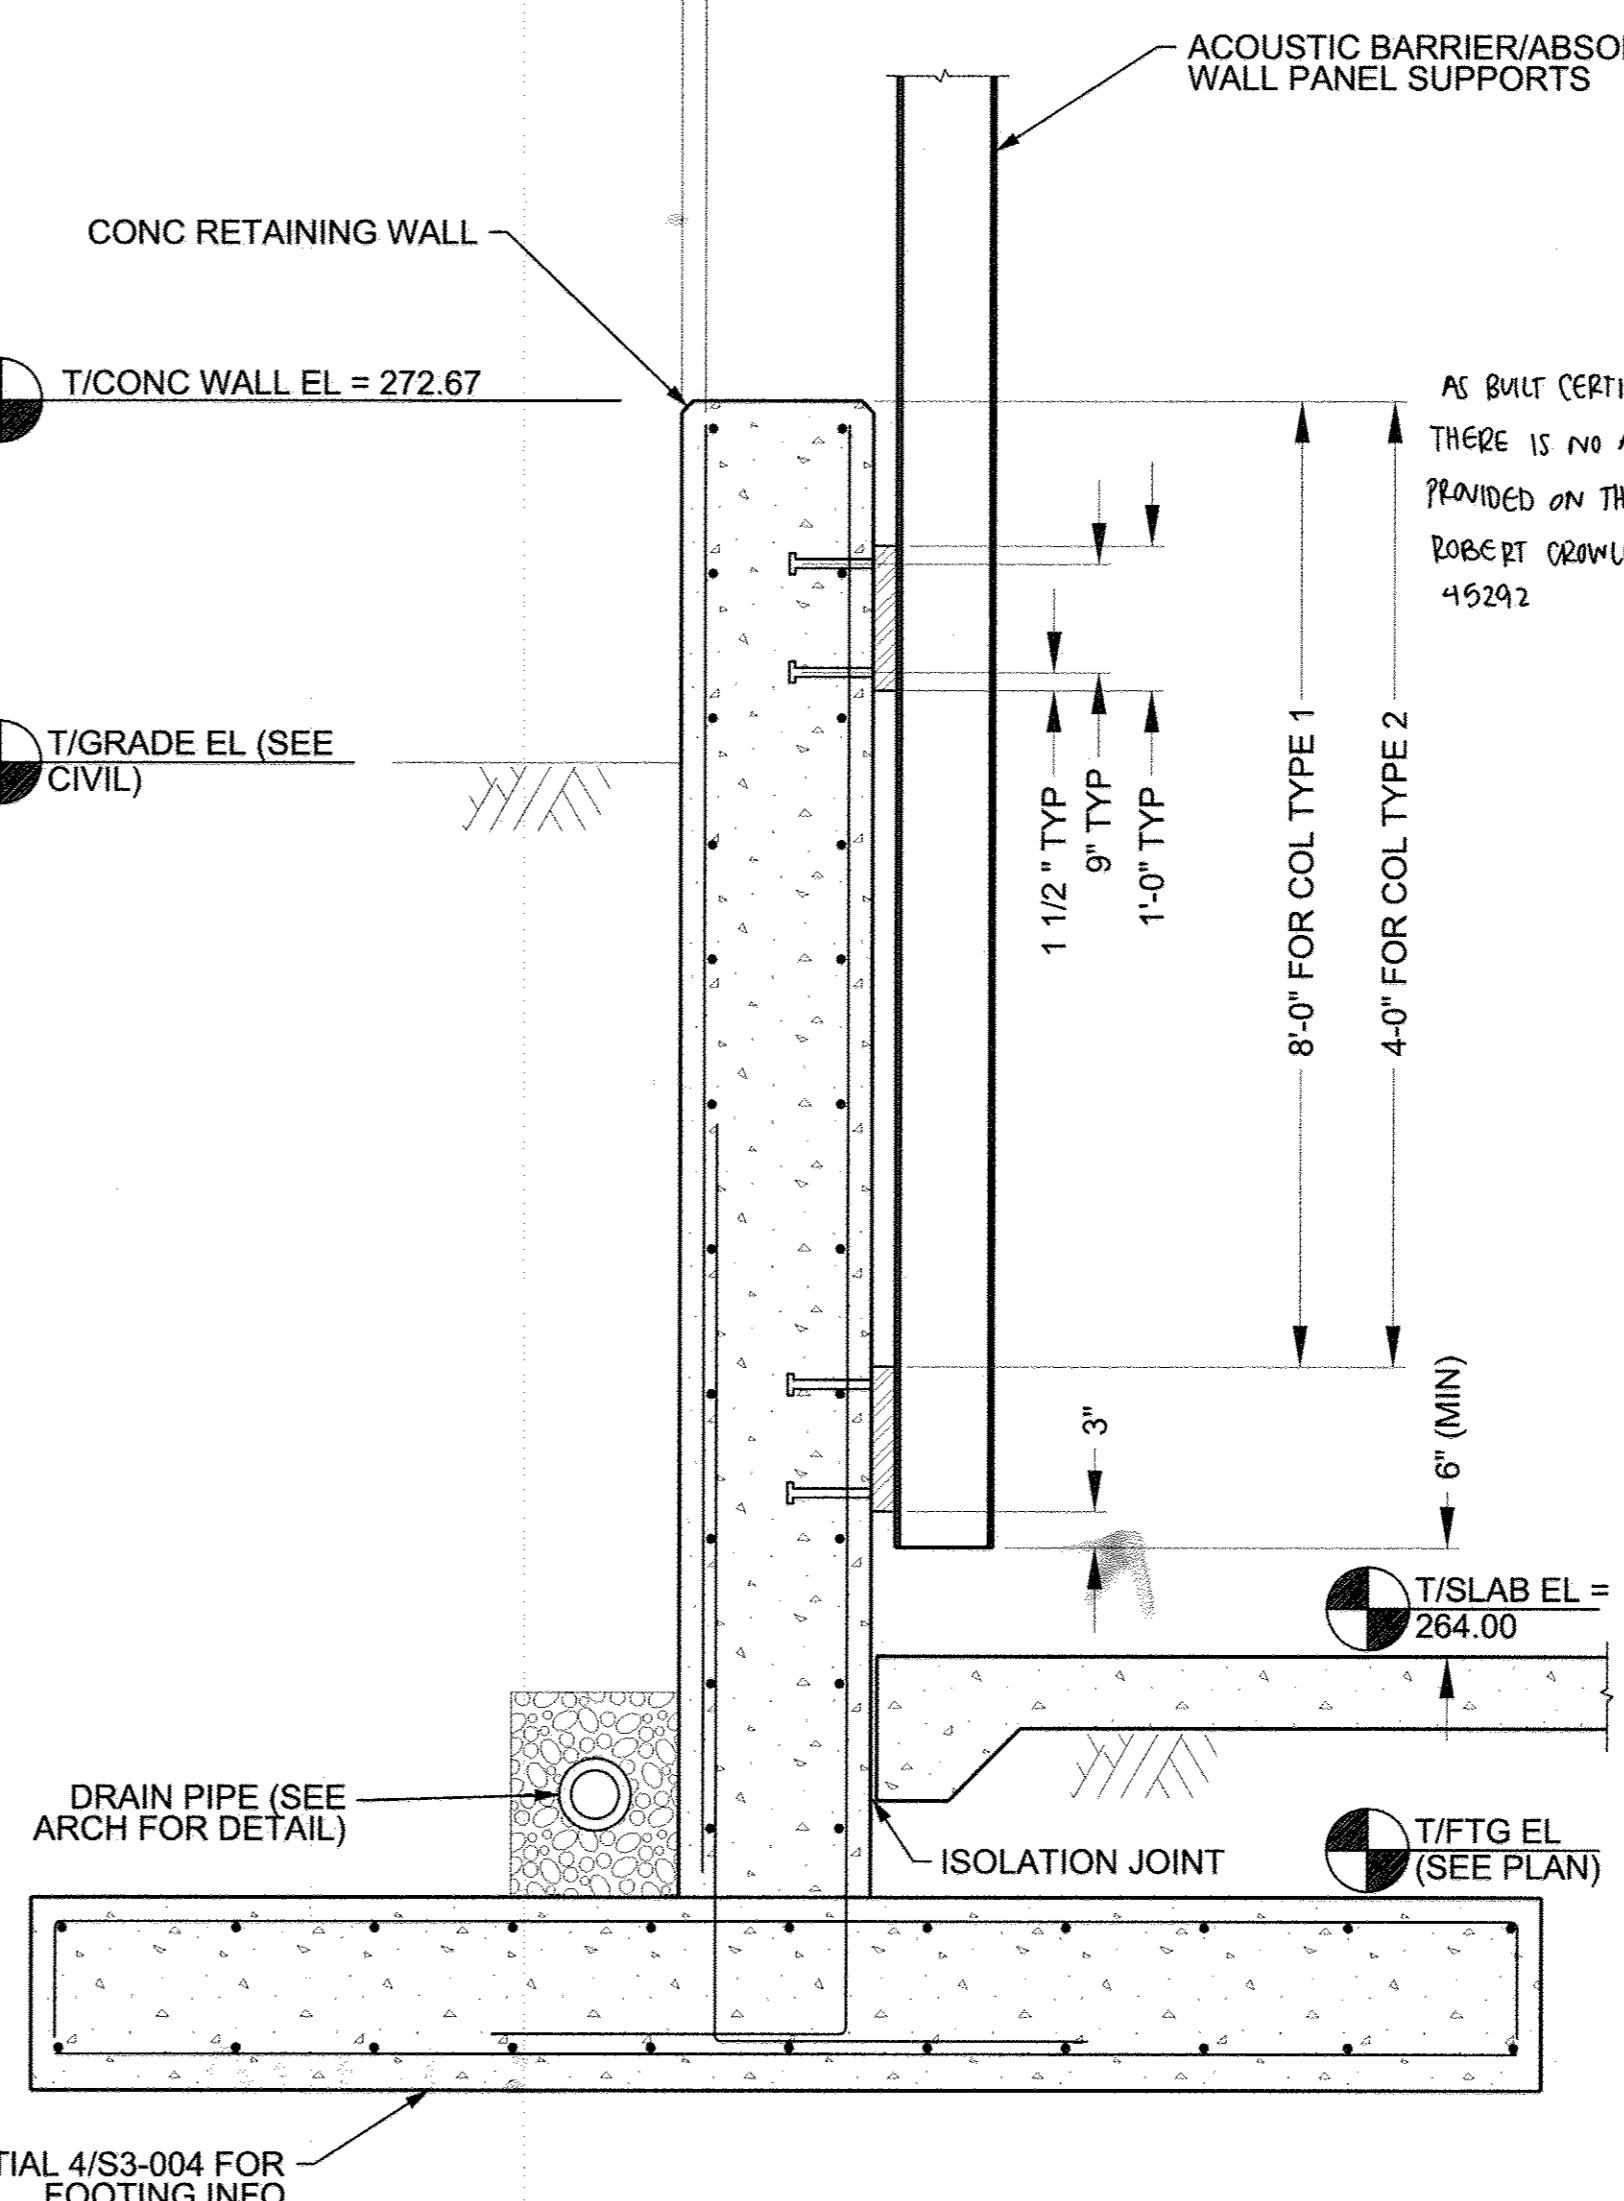 ACOUSTIC BARRIER/ABSO
WALL PANEL SUPPORTS
CONC RETAINING WALL
T/CONC WALL EL = 272.67
AS BUILT CERTI
THERE IS NO
PROVIDED ON TH
ROBERT CROWL
45292
T/GRADE EL (SEE
CIVIL)
1 1/2 " TYP
9" TYP
1'-0" TYP
8'-0" FOR COL TYPE 1
4-0" FOR COL TYPE 2
3"
6" (MIN)
T/SLAB EL =
264.00
DRAIN PIPE (SEE
ARCH FOR DETAIL)
ISOLATION JOINT
T/FTG EL
(SEE PLAN)
TIAL 4/S3-004 FOR
FOOTING INFO